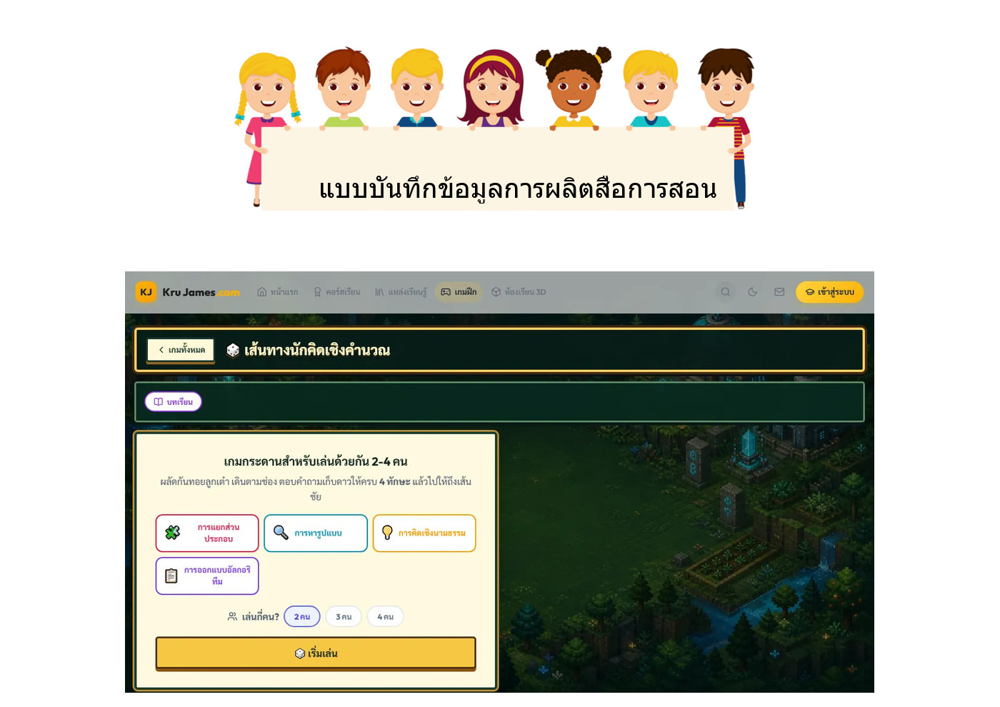 แบบบันทึกข้อมูลการผลิตสื่อการสอน
KJ Kru James.com หน้าแรก คอร์สเรียน แหล่งเรียนรู้ เกมฝึก ห้องเรียน 3D เข้าสู่ระบบ
เกมทั้งหมด เส้นทางนักคิดเชิงคำนวณ
บทเรียน
เกมกระดานสำหรับเล่นด้วยกัน 2-4 คน
ผลัดกันทอยลูกเต๋า เดินตามช่อง ตอบคำถามเก็บดาวให้ครบ 4 ทักษะ แล้วไปให้ถึงเส้น
ชัย
การแยกส่วน
ประกอบ
การหารูปแบบ
การคิดเชิงนามธรรม
การออกแบบอัลกอริ
ทึม
เล่นกี่คน? 2 คน 3 คน 4 คน
เริ่มเล่น